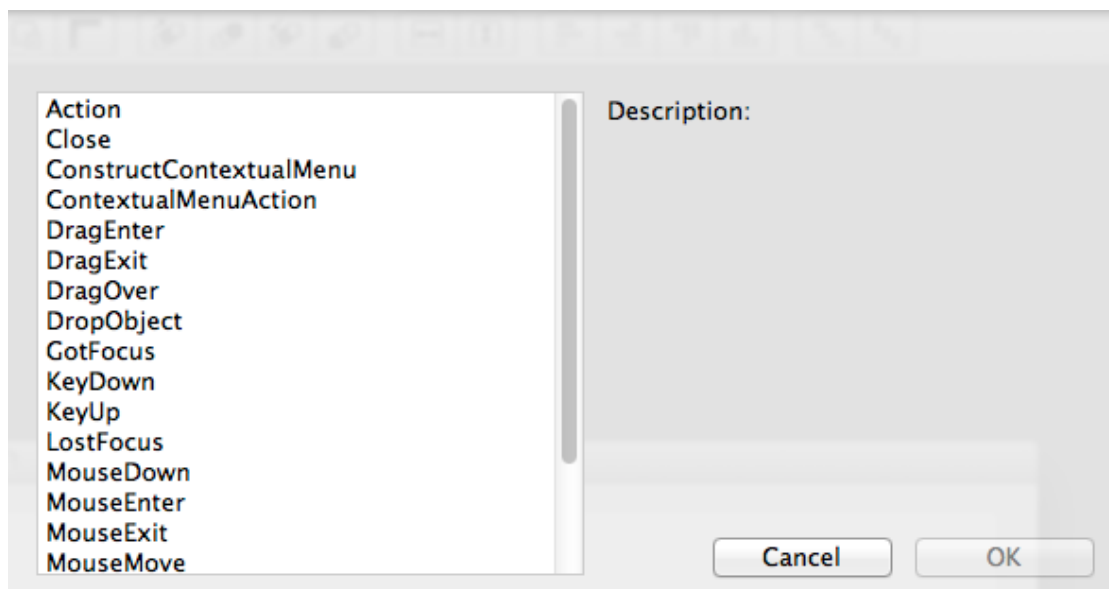 Action
Close
ConstructContextualMenu
ContextualMenuAction
DragEnter
DragExit
DragOver
DropObject
GotFocus
KeyDown
KeyUp
LostFocus
MouseDown
MouseEnter
MouseExit
MouseMove
Description:
Cancel
OK